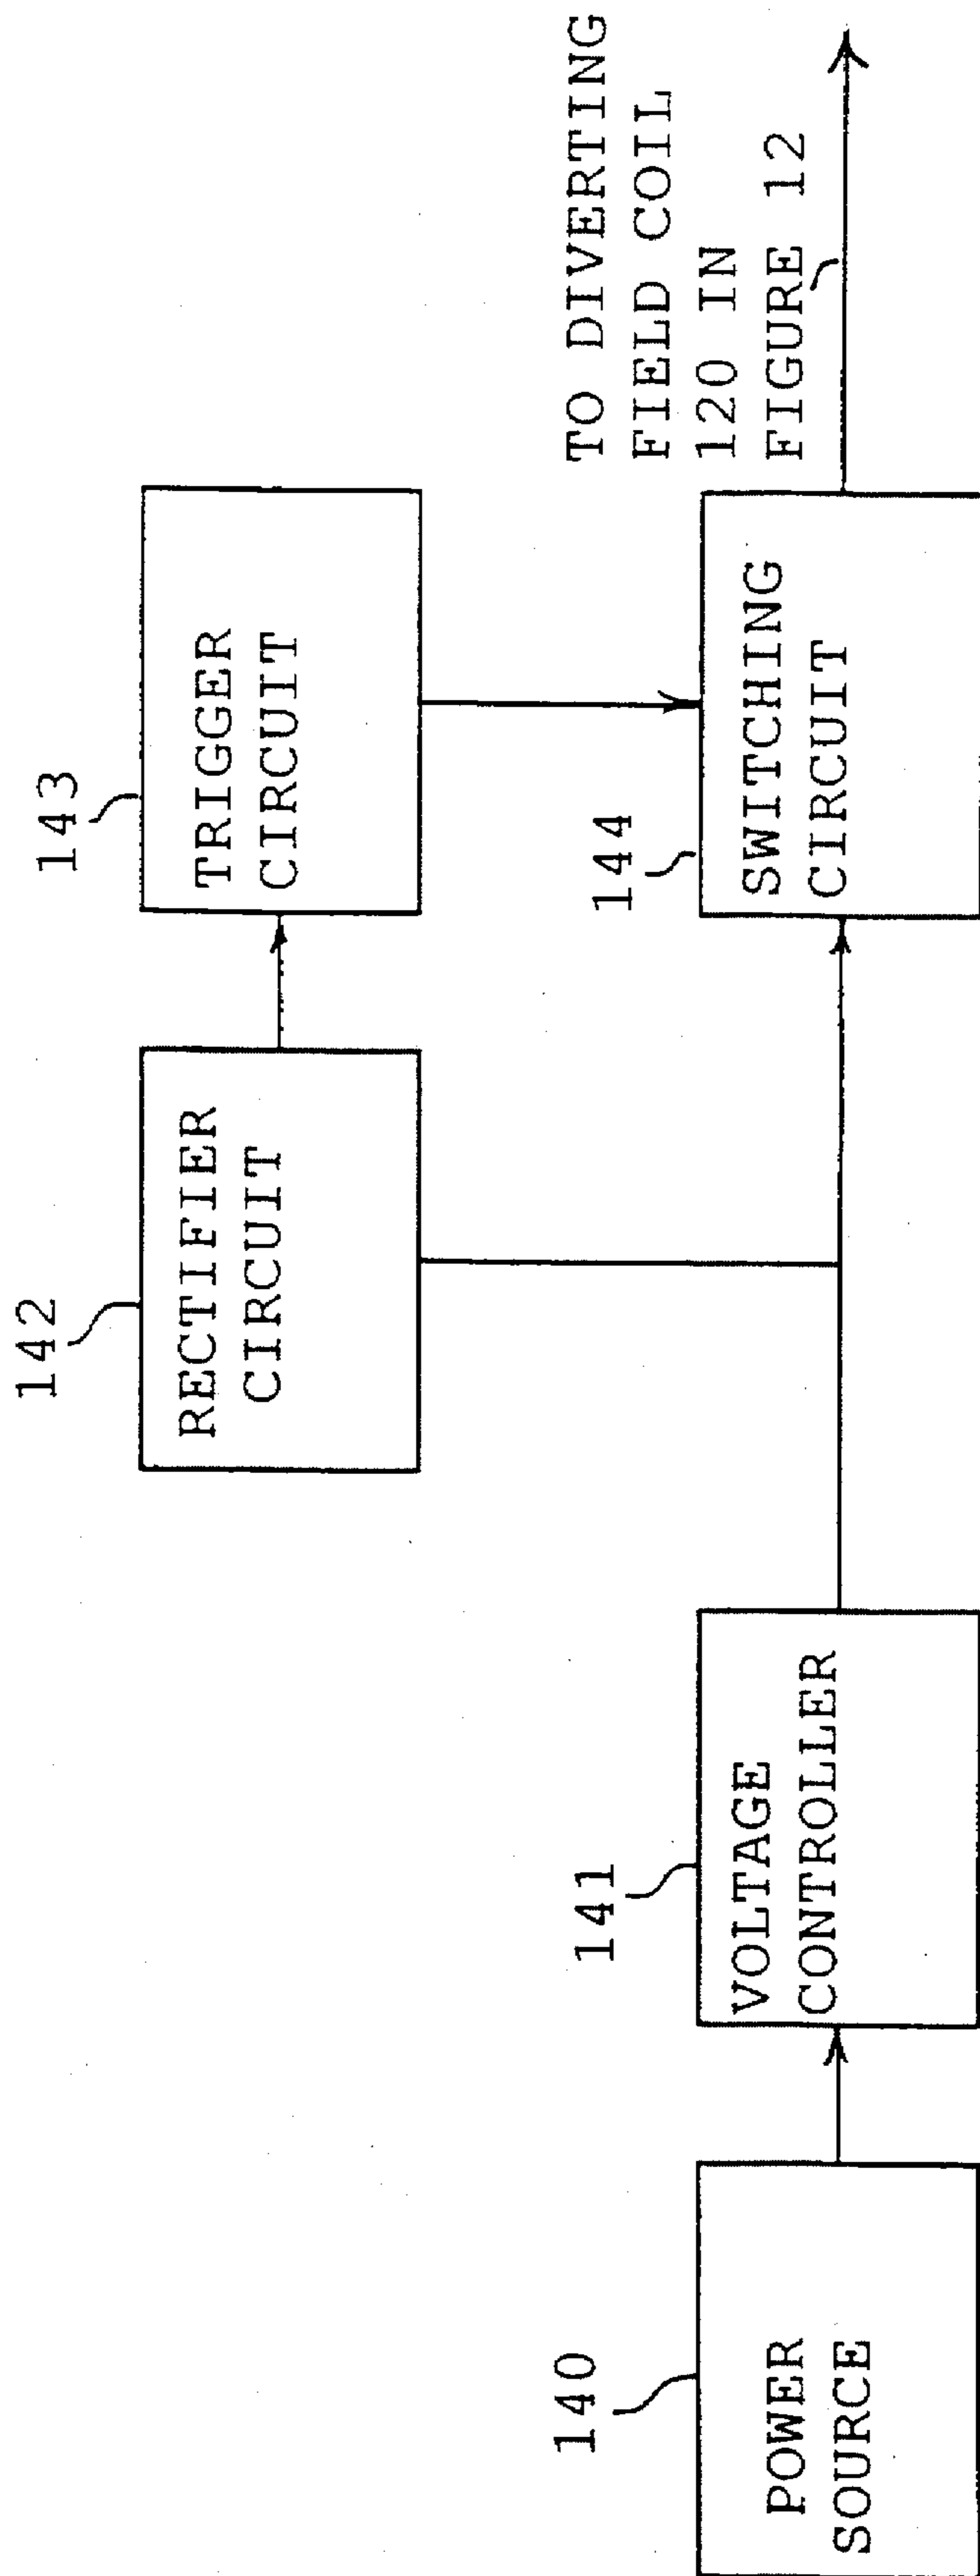 142
RECTIFIER
CIRCUIT
143
TRIGGER
CIRCUIT
TO DIVERTING
FIELD COIL
120 IN
FIGURE 12
140
POWER
SOURCE
141
VOLTAGE
CONTROLLER
144
SWITCHING
CIRCUIT